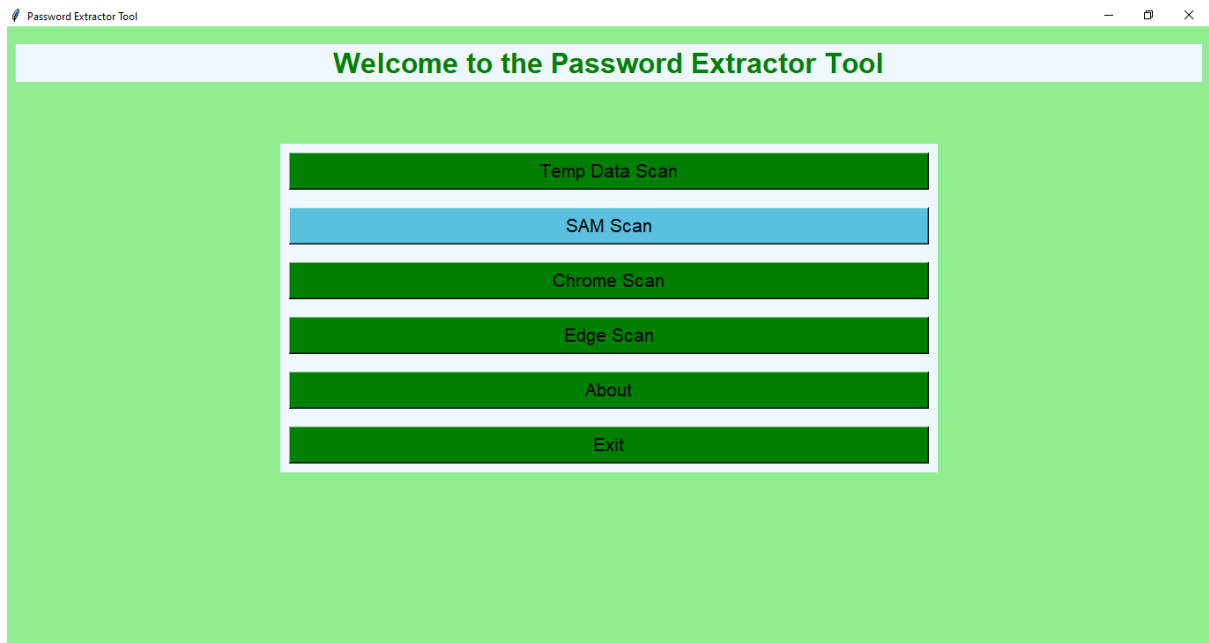 Password Extractor Tool
Welcome to the Password Extractor Tool
Temp Data Scan
SAM Scan
Chrome Scan
Edge Scan
About
Exit